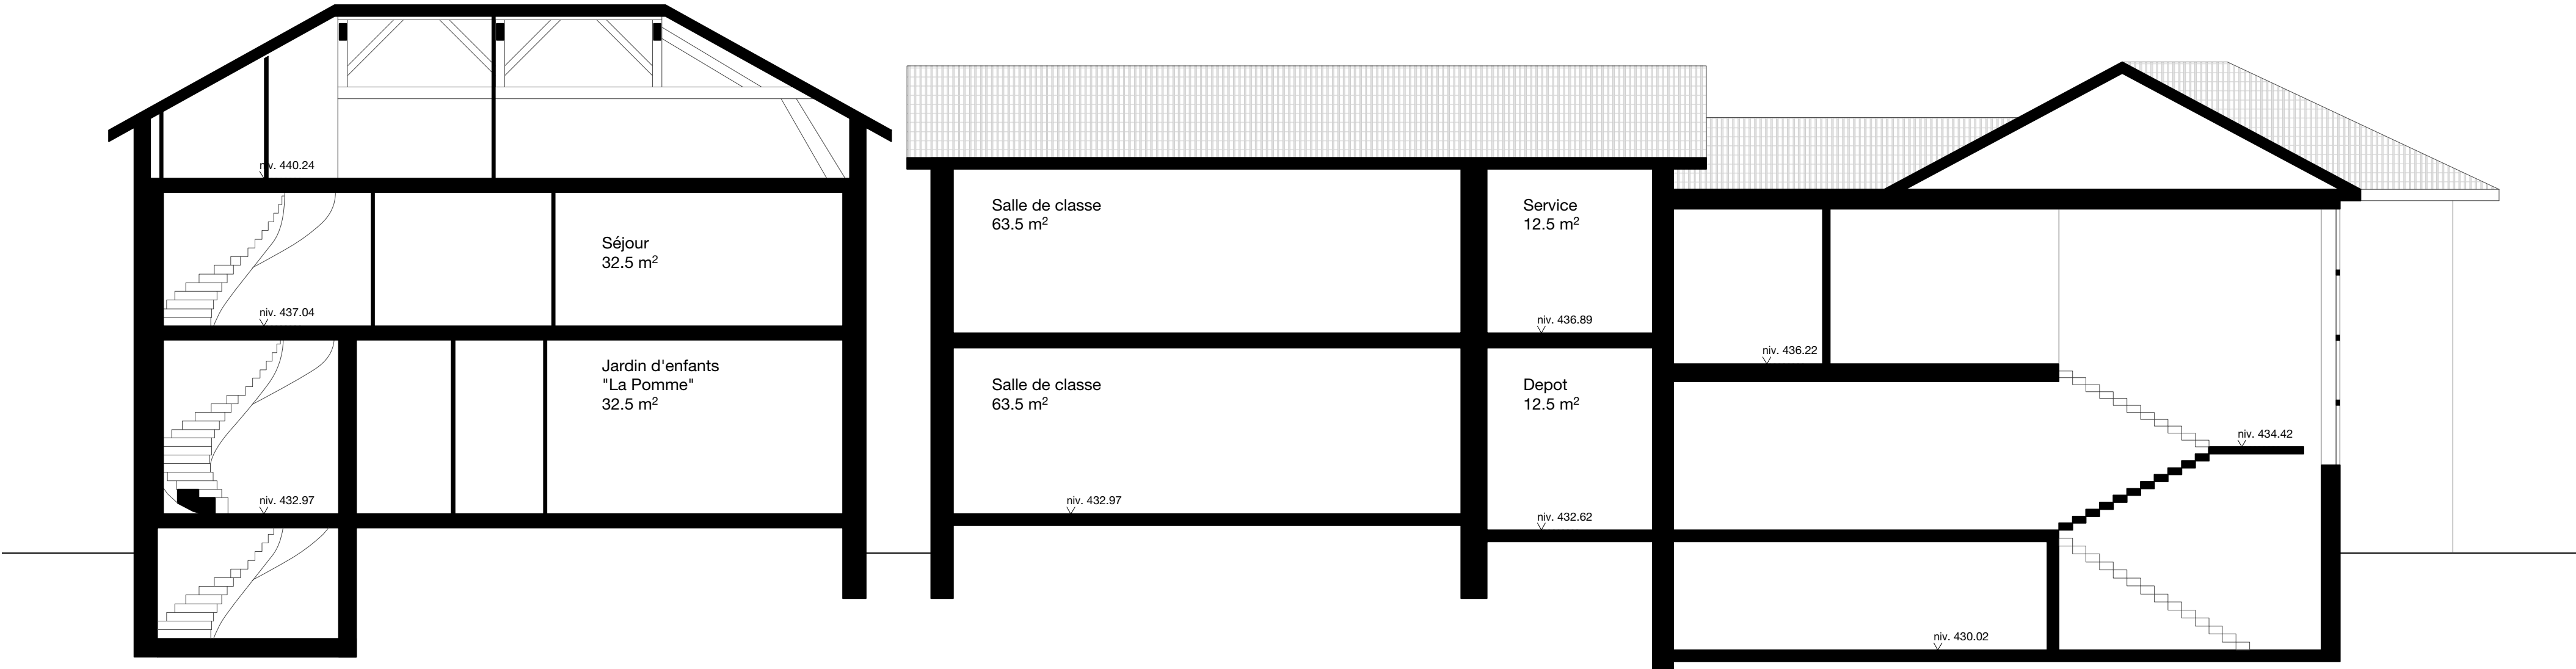 niv. 440.24
Séjour
32.5 m²
niv. 437.04
Jardin d'enfants
"La Pomme"
32.5 m²
niv. 432.97
Salle de classe
63.5 m²
Service
12.5 m²
niv. 436.89
Salle de classe
63.5 m²
Depot
12.5 m²
niv. 432.97
niv. 432.62
niv. 436.22
niv. 434.42
niv. 430.02